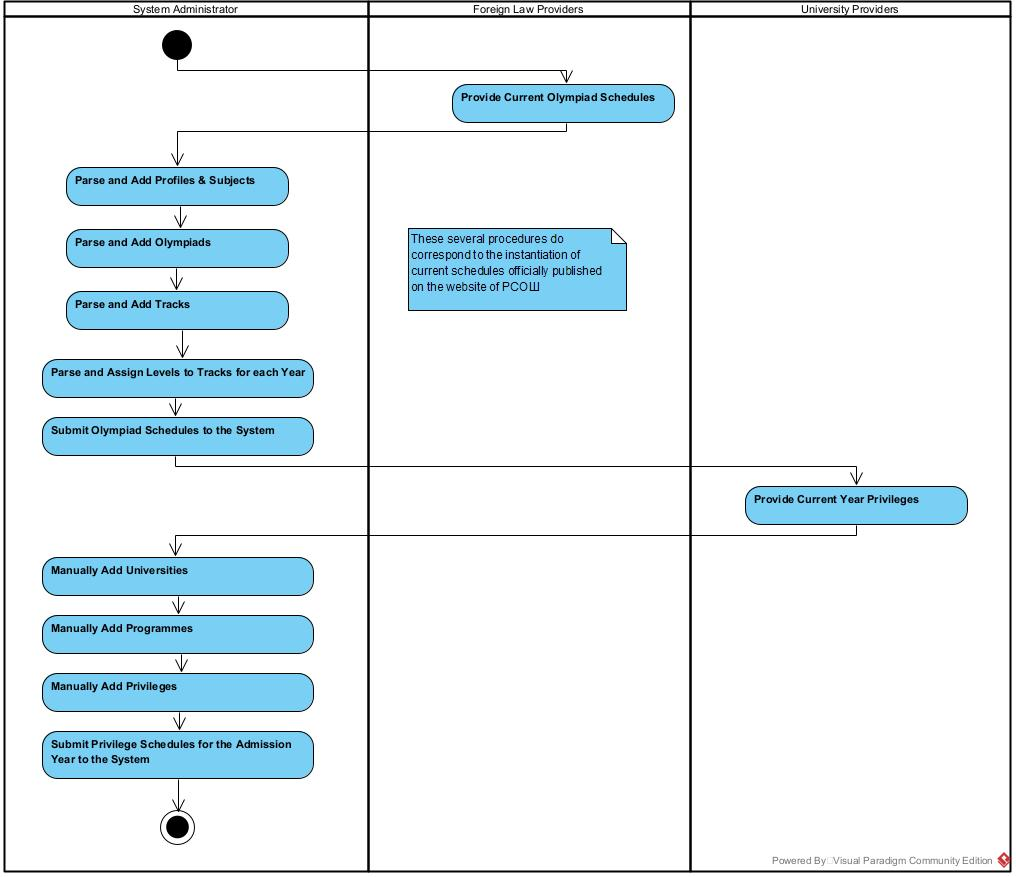 System Administrator
Foreign Law Providers
University Providers
Provide Current Olympiad Schedules
Parse and Add Profiles & Subjects
Parse and Add Olympiads
These several procedures do
correspond to the instantiation of
current schedules officially published
on the website of РСОШ
Parse and Add Tracks
Parse and Assign Levels to Tracks for each Year
Submit Olympiad Schedules to the System
Provide Current Year Privileges
Manually Add Universities
Manually Add Programmes
Manually Add Privileges
Submit Privilege Schedules for the Admission
Year to the System
Powered By Visual Paradigm Community Edition